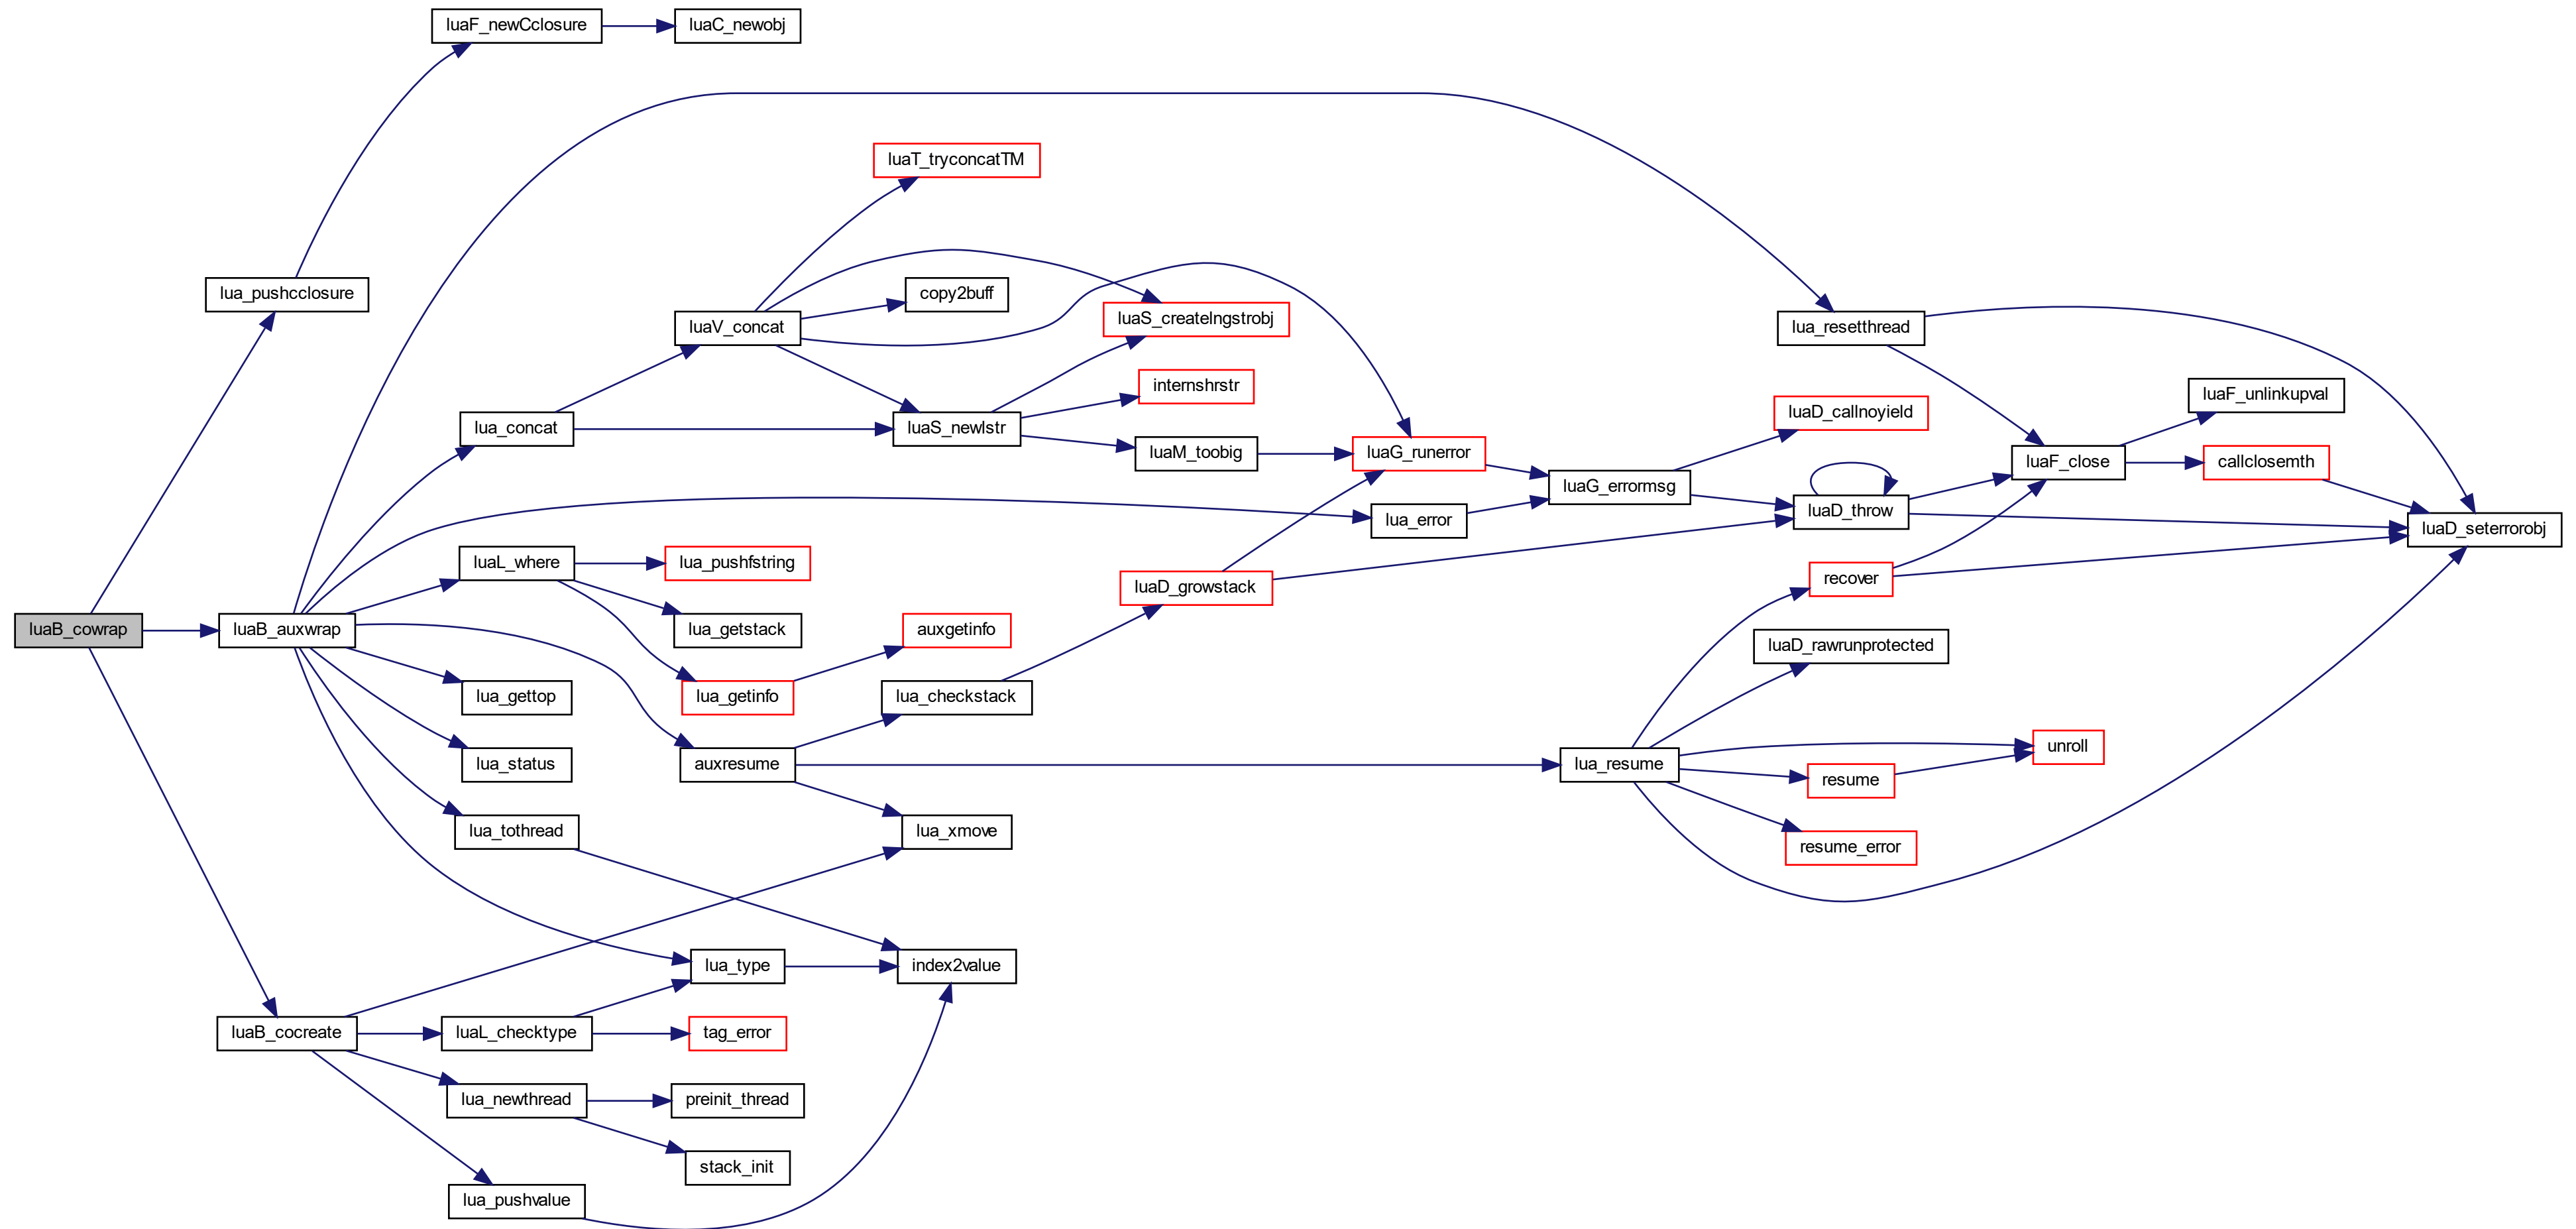 luaB_cowrap
lua_pushcclosure
luaF_newCclosure
luaC_newobj
luaB_auxwrap
lua_concat
luaV_concat
luaT_tryconcatTM
copy2buff
luaS_createlngstrobj
luaS_newlstr
internshrstr
luaM_toobig
luaG_runerror
luaG_errormsg
luaD_callnoyield
luaD_throw
lua_error
lua_resetthread
luaF_close
luaF_unlinkupval
callclosemth
luaD_seterrorobj
luaL_where
lua_pushfstring
lua_getstack
lua_getinfo
auxgetinfo
lua_gettop
lua_status
lua_tothread
auxresume
lua_checkstack
luaD_growstack
lua_xmove
lua_resume
recover
luaD_rawrunprotected
unroll
resume
resume_error
lua_type
index2value
luaB_cocreate
luaL_checktype
tag_error
lua_newthread
preinit_thread
stack_init
lua_pushvalue